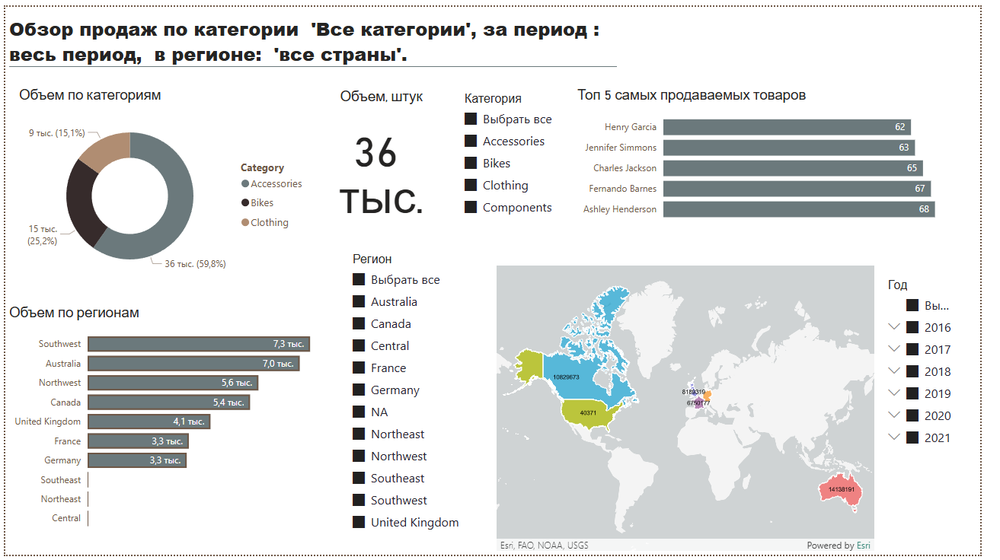 Обзор продаж по категории 'Все категории', за период :
весь период, в регионе: 'все страны'.
Объем по категориям
9 тыс. (15,1%)
15 тыс.
(25,2%)
36 тыс. (59,8%)
Category
Accessories
Bikes
Clothing
Объем, штук
36
тыс.
Категория
Выбрать все
Accessories
Bikes
Clothing
Components
Топ 5 самых продаваемых товаров
Henry Garcia 62
Jennifer Simmons 63
Charles Jackson 65
Fernando Barnes 67
Ashley Henderson 68
Объем по регионам
Southwest 7,3 тыс.
Australia 7,0 тыс.
Northwest 5,6 тыс.
Canada 5,4 тыс.
United Kingdom 4,1 тыс.
France 3,3 тыс.
Germany 3,3 тыс.
Southeast
Northeast
Central
Регион
Выбрать все
Australia
Canada
Central
France
Germany
NA
Northeast
Northwest
Southeast
Southwest
United Kingdom
10829673
40371
8189319
6750177
14138191
Esri, FAO, NOAA, USGS
Powered by Esri
Год
Вы...
2016
2017
2018
2019
2020
2021